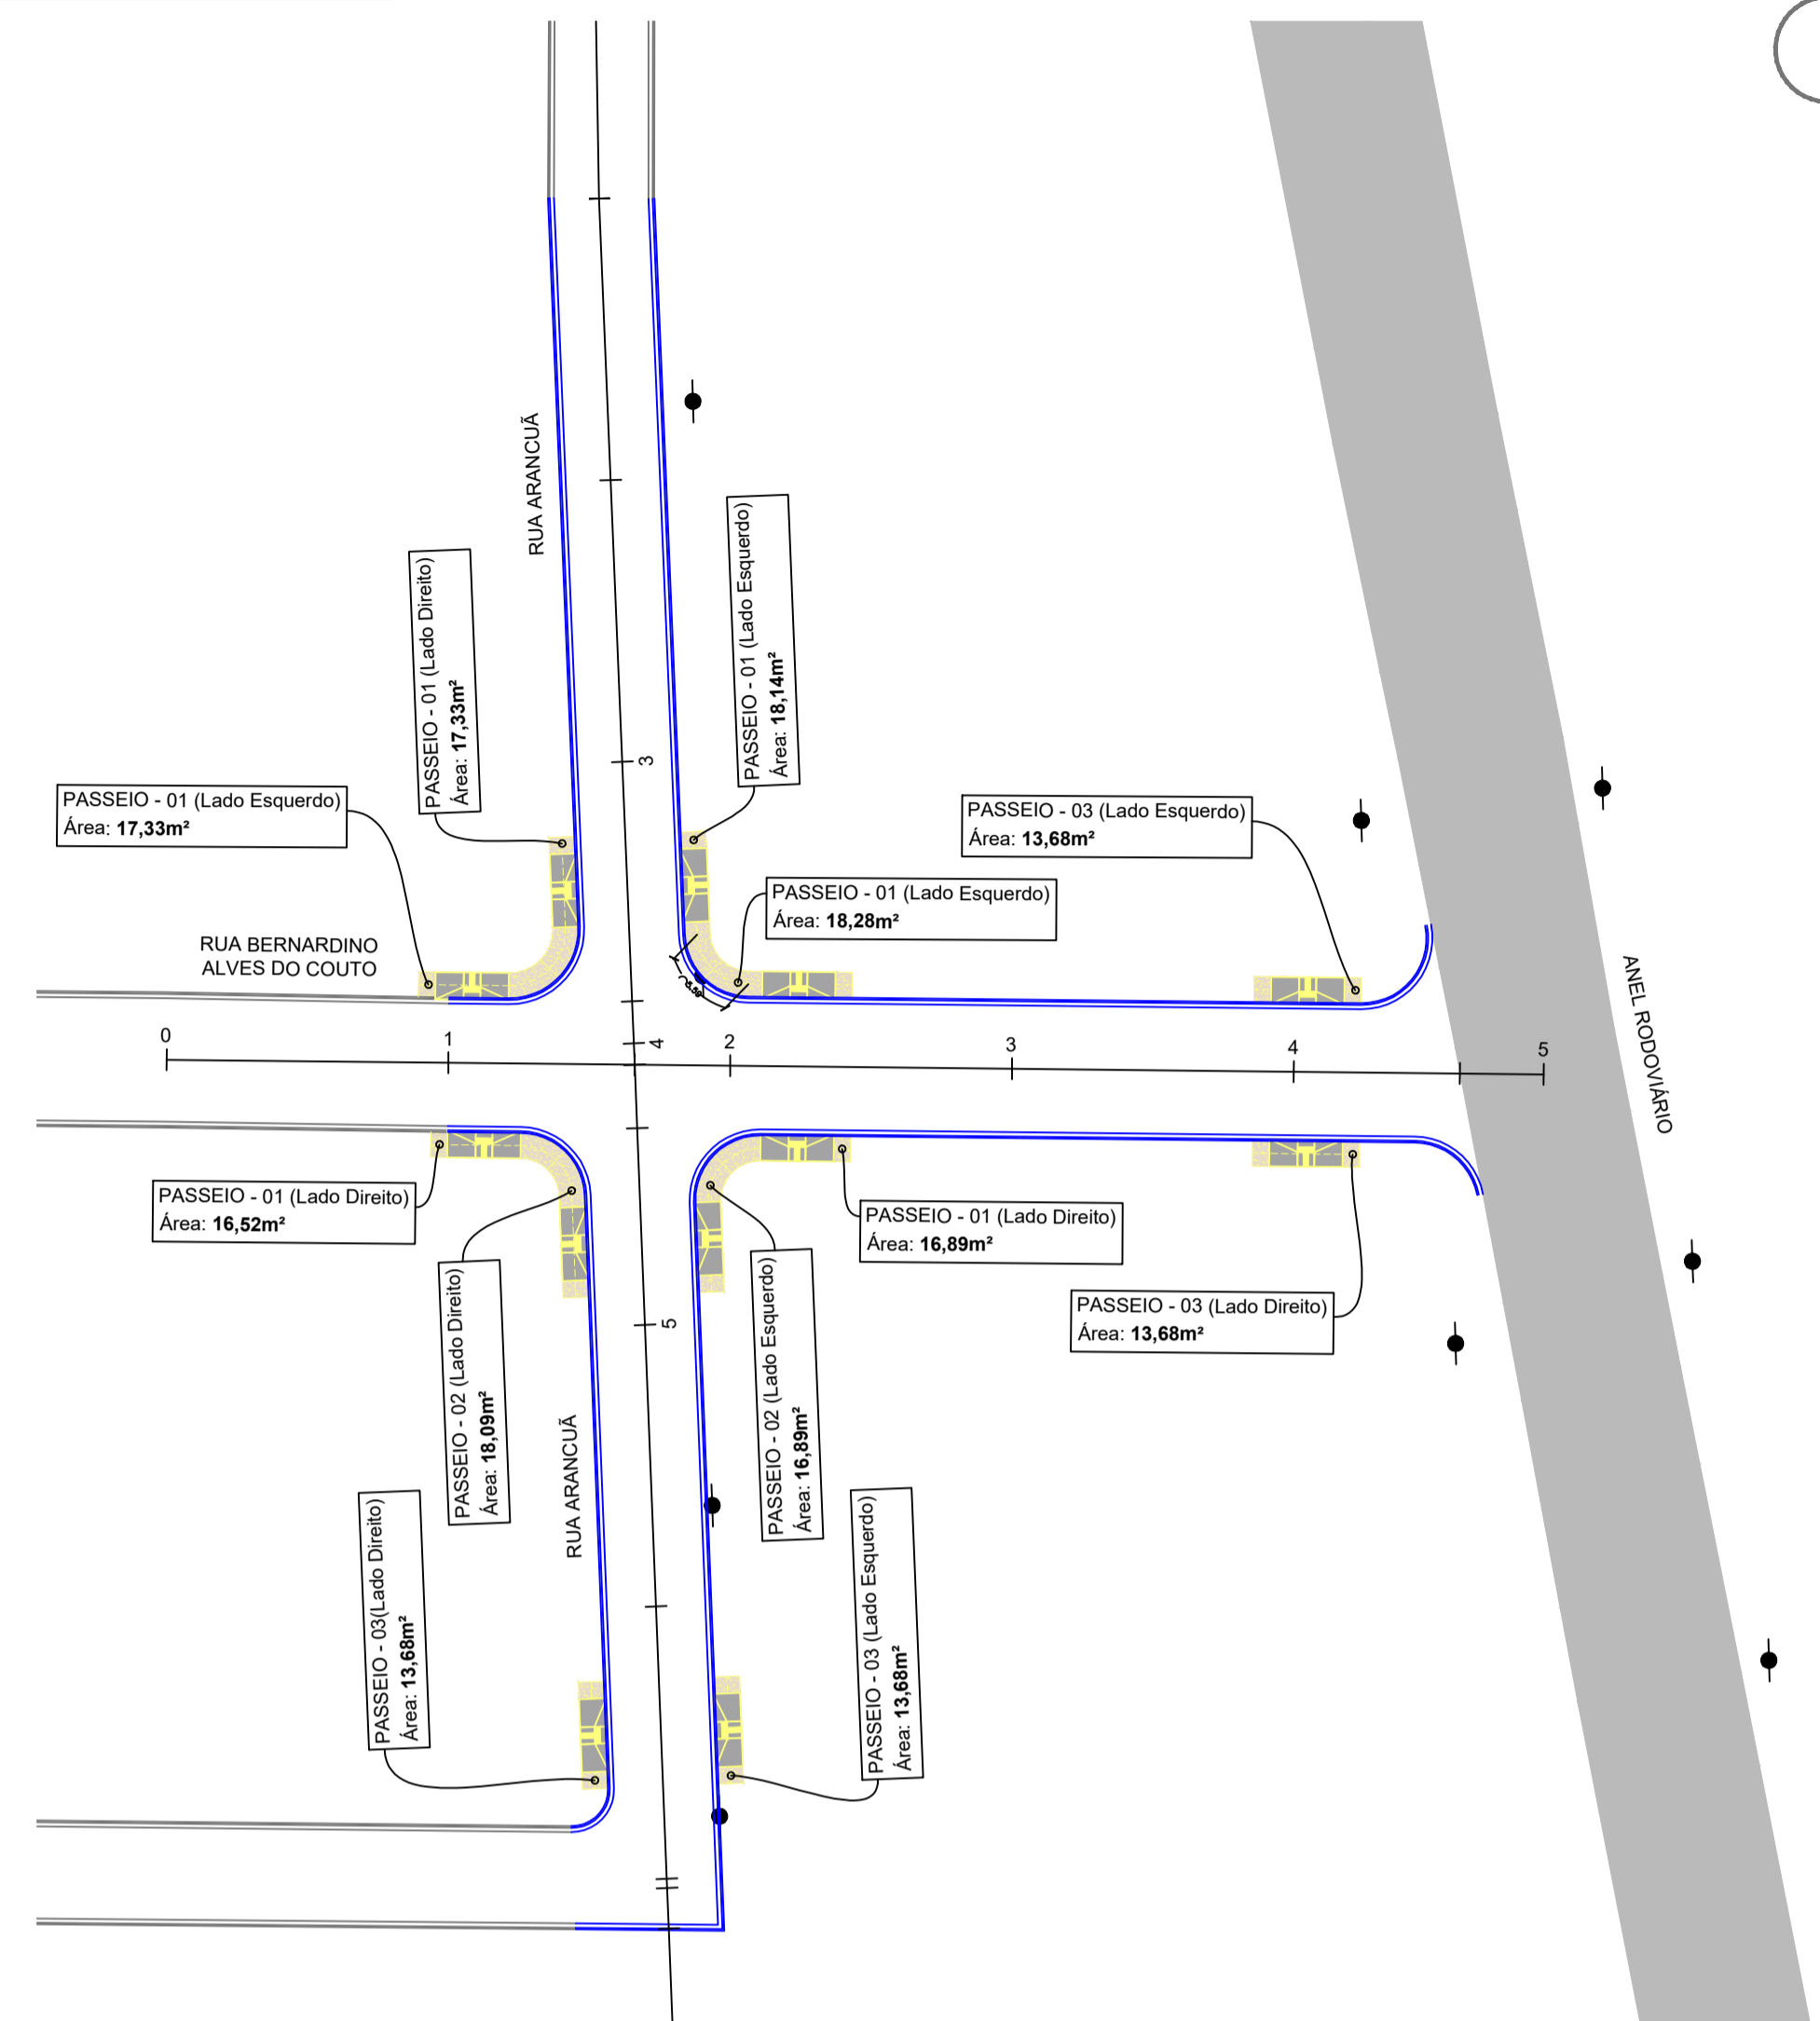 RUA ARANCUÃ
PASSEIO - 01 (Lado Direito)
Área: 17,33m²
PASSEIO - 01 (Lado Esquerdo)
Área: 18,14m²
3
PASSEIO - 01 (Lado Esquerdo)
Área: 17,33m²
PASSEIO - 03 (Lado Esquerdo)
Área: 13,68m²
PASSEIO - 01 (Lado Esquerdo)
Área: 18,28m²
RUA BERNARDINO
ALVES DO COUTO
ANEL RODOVIÁRIO
0
1
4
2
3
4
5
PASSEIO - 01 (Lado Direito)
Área: 16,52m²
PASSEIO - 01 (Lado Direito)
Área: 16,89m²
PASSEIO - 03 (Lado Direito)
Área: 13,68m²
5
PASSEIO - 02 (Lado Direito)
Área: 18,09m²
PASSEIO - 02 (Lado Esquerdo)
Área: 16,89m²
RUA ARANCUÃ
PASSEIO - 03(Lado Direito)
Área: 13,68m²
PASSEIO - 03 (Lado Esquerdo)
Área: 13,68m²